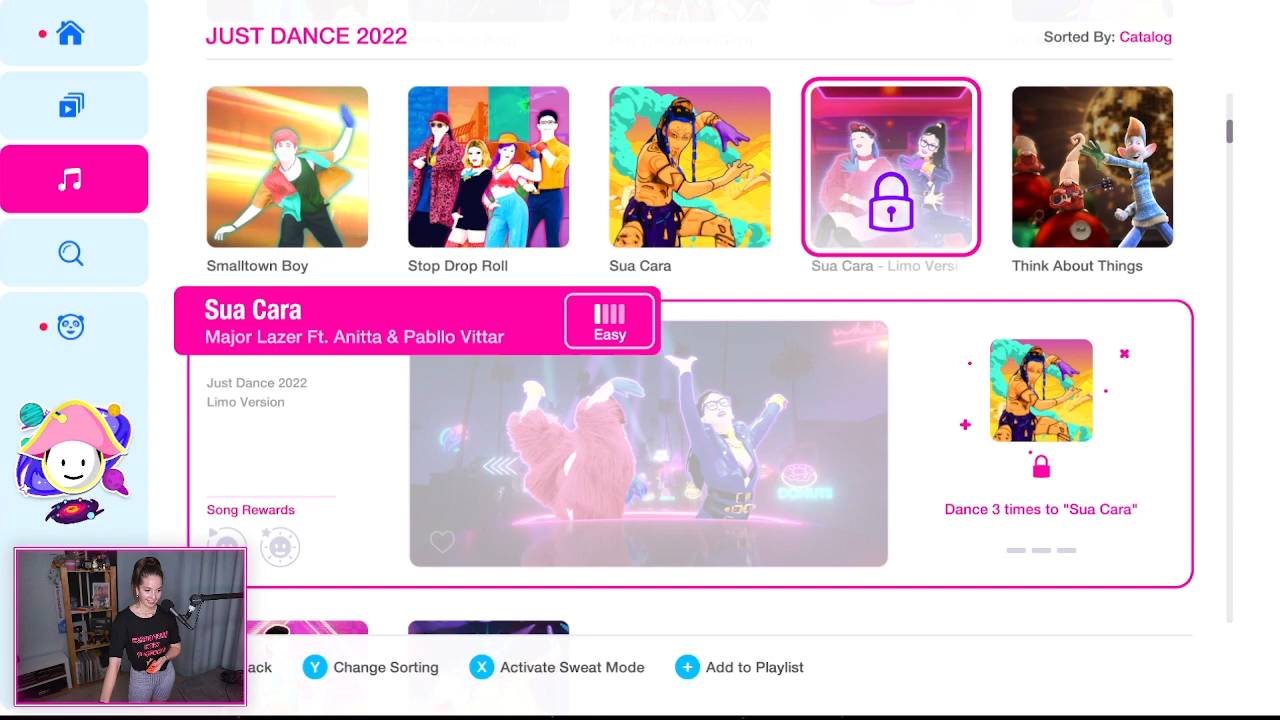 JUST DANCE 2022
Sorted By: Catalog
Smalltown Boy
Stop Drop Roll
Sua Cara
Sua Cara - Limo Versi
Think About Things
Sua Cara
Major Lazer Ft. Anitta & Pabllo Vittar
Easy
Just Dance 2022
Limo Version
DONUTS
Song Rewards
Dance 3 times to "Sua Cara"
ack
Y Change Sorting
X Activate Sweat Mode
+ Add to Playlist